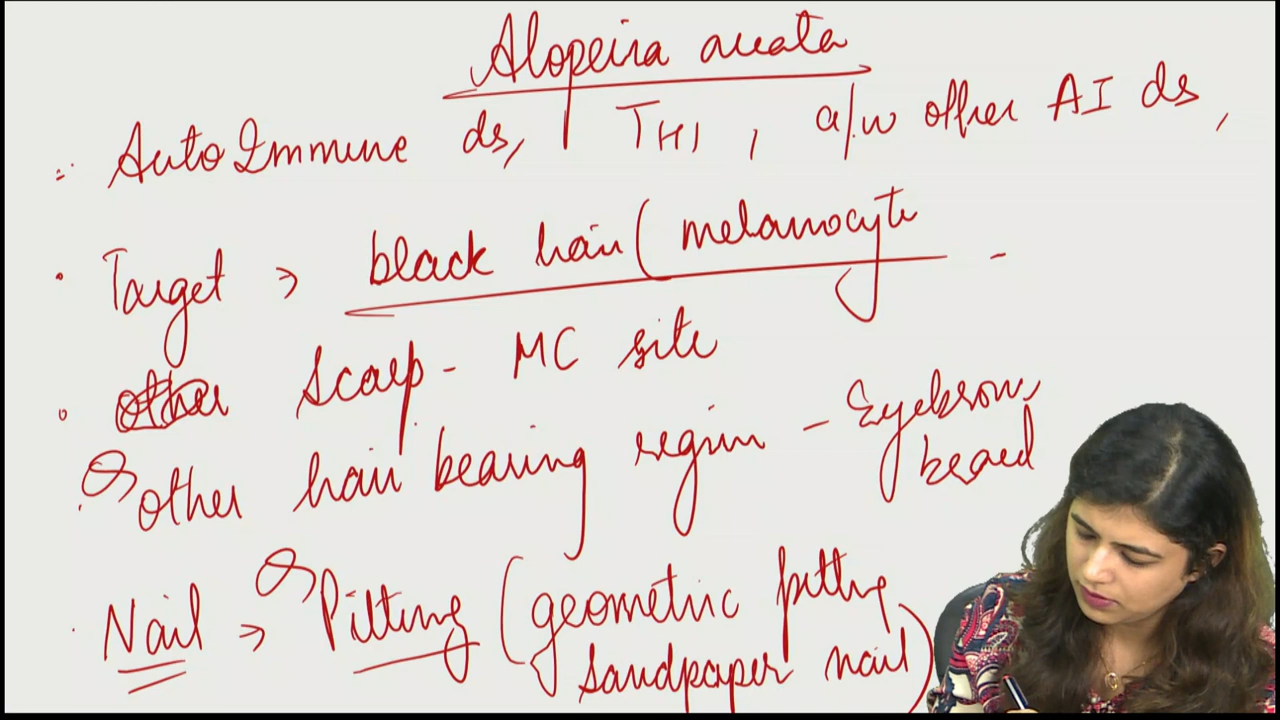 Alopeira areata
AutoImmune ds, TH1, a/w other AI ds,
Target > black hair (melanocyte
Scalp - MC site
other hair bearing region - Eyebrow,
beard
Nail > Pitting (geometric pitting
sandpaper nail)